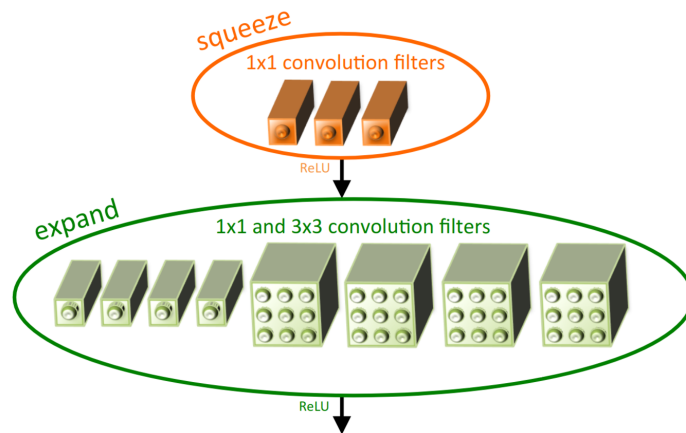 squeeze
1x1 convolution filters
ReLU
expand
1x1 and 3x3 convolution filters
ReLU